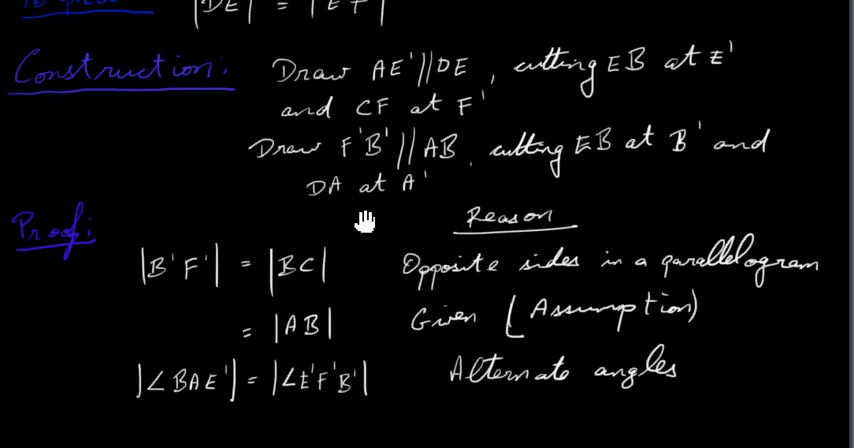 |DE| = |EF|
Construction: Draw AE'//DE, cutting EB at E'
and CF at F'
Draw F'B'//AB, cutting EB at B' and
DA at A'
Proof: Reason
|B'F'| = |BC| Opposite sides in a parallelogram
= |AB| Given (Assumption)
|∠BAE'| = |∠E'F'B'| Alternate angles